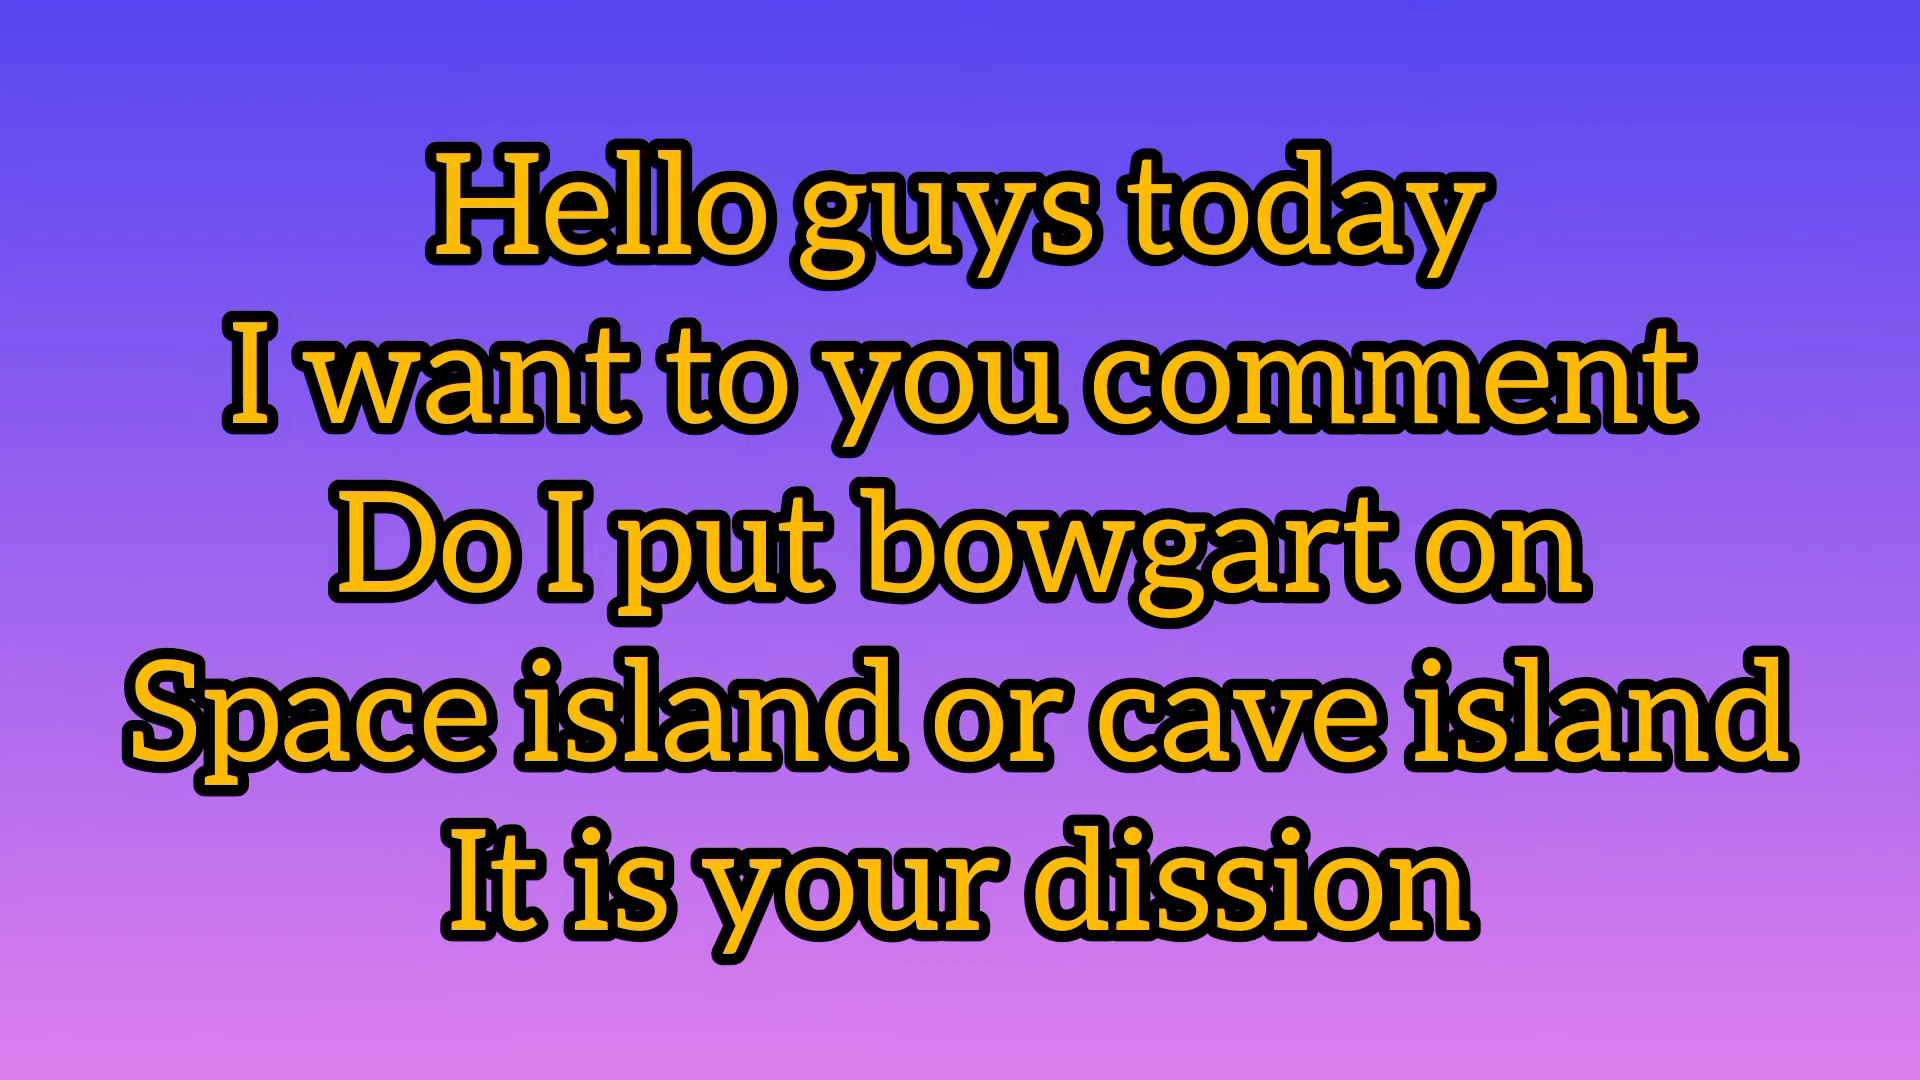 Hello guys today
I want to you comment
Do I put bowgart on
Space island or cave island
It is your dission